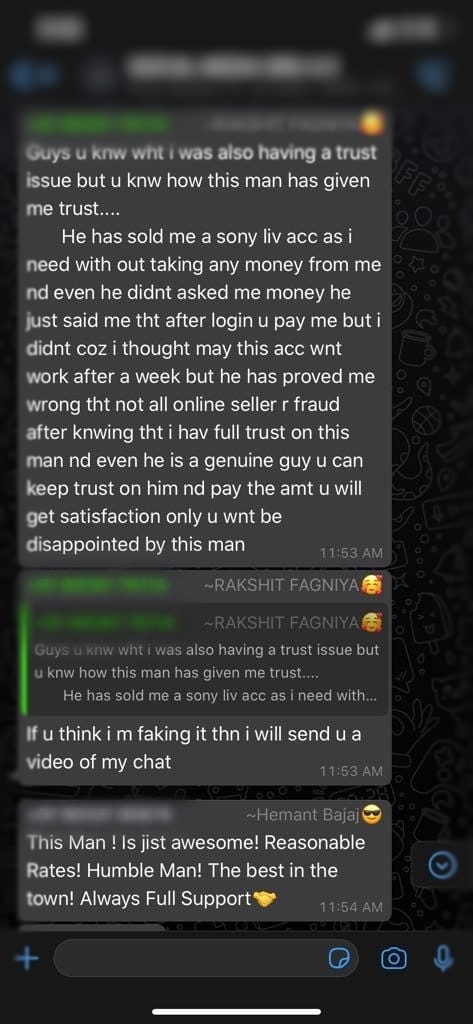 Guys u knw wht i was also having a trust
issue but u knw how this man has given
me trust....
He has sold me a sony liv acc as i
need with out taking any money from me
nd even he didnt asked me money he
just said me tht after login u pay me but i
didnt coz i thought may this acc wnt
work after a week but he has proved me
wrong tht not all online seller r fraud
after knwing tht i hav full trust on this
man nd even he is a genuine guy u can
keep trust on him nd pay the amt u will
get satisfaction only u wnt be
disappointed by this man
11:53 AM
~RAKSHIT FAGNIYA🥰
~RAKSHIT FAGNIYA🥰
Guys u knw wht i was also having a trust issue but
u knw how this man has given me trust....
He has sold me a sony liv acc as i need with...
If u think i m faking it thn i will send u a
video of my chat
11:53 AM
~Hemant Bajaj😎
This Man ! Is jist awesome! Reasonable
Rates! Humble Man! The best in the
town! Always Full Support🤝
11:54 AM